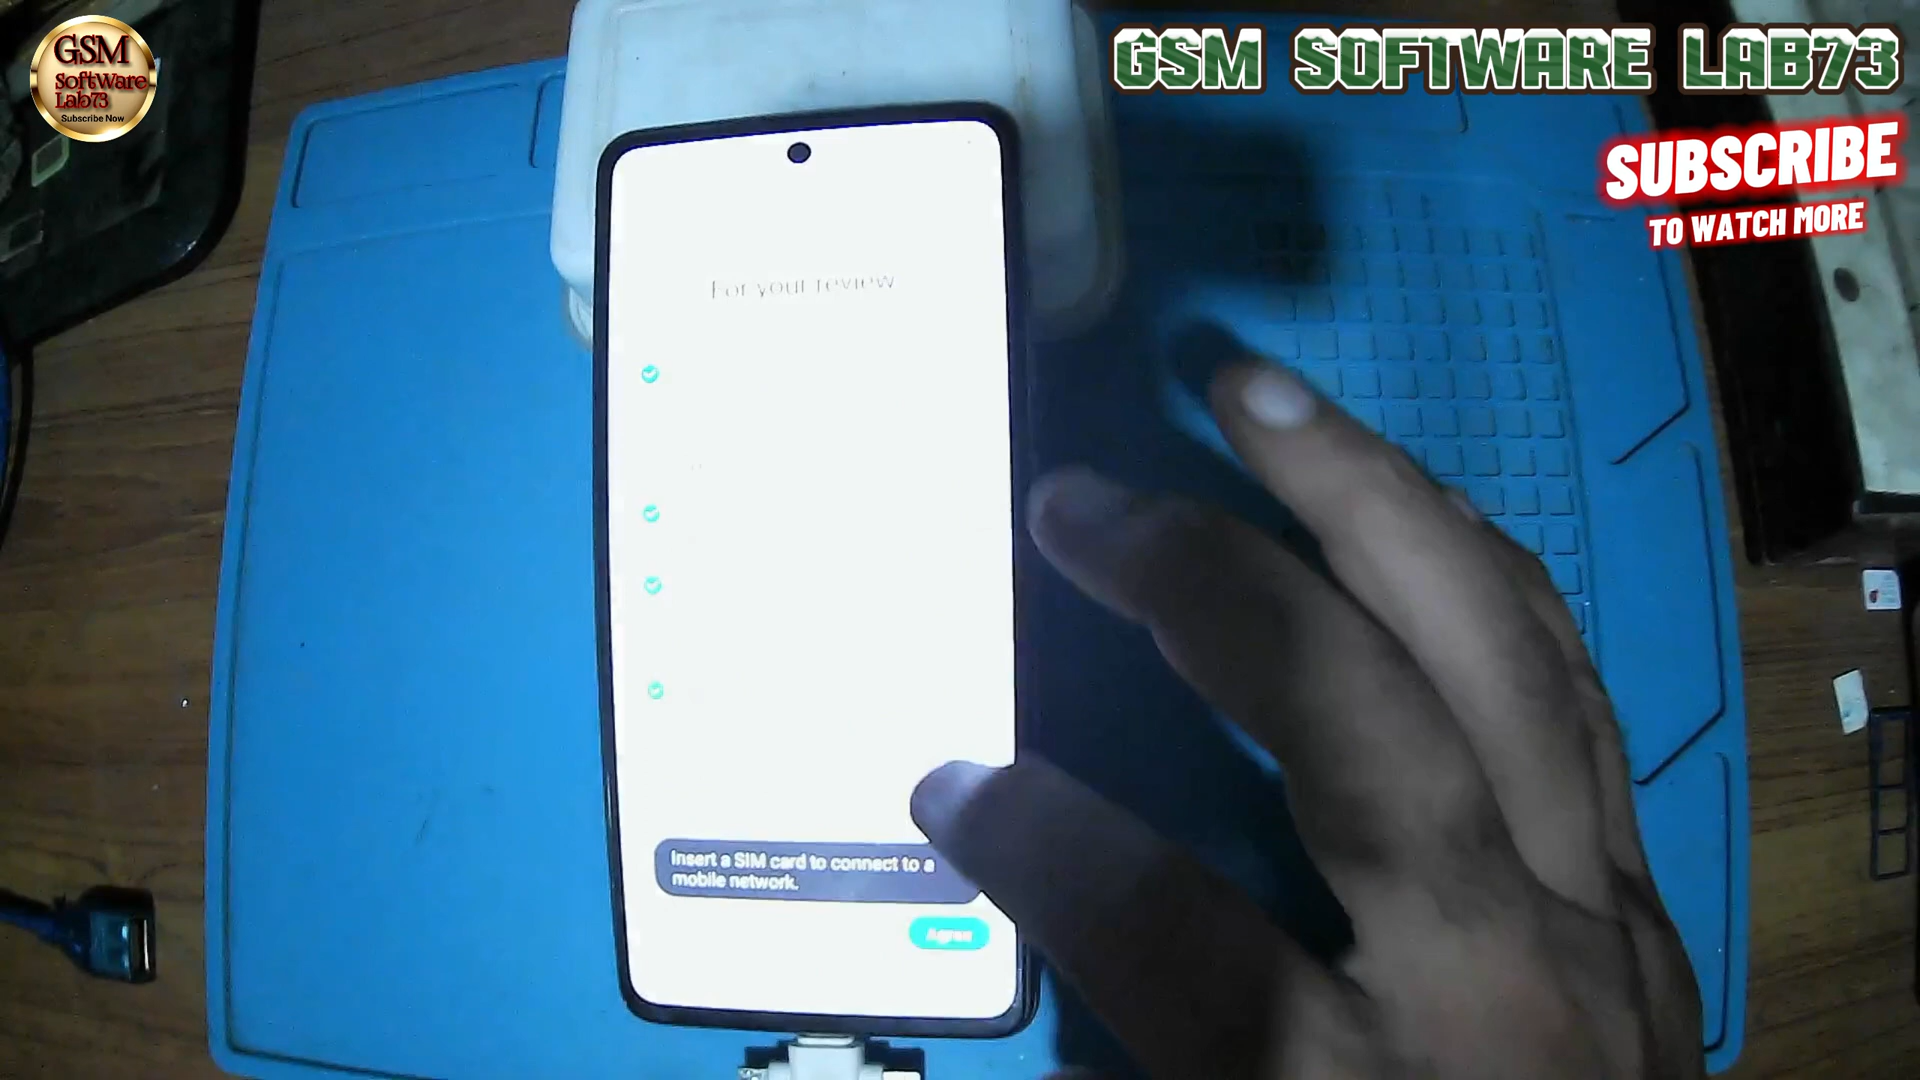 GSM
SoftWare
Lab73
Subscribe Now
GSM SOFTWARE LAB73
SUBSCRIBE
TO WATCH MORE
For your review
Insert a SIM card to connect to a
mobile network.
Agree